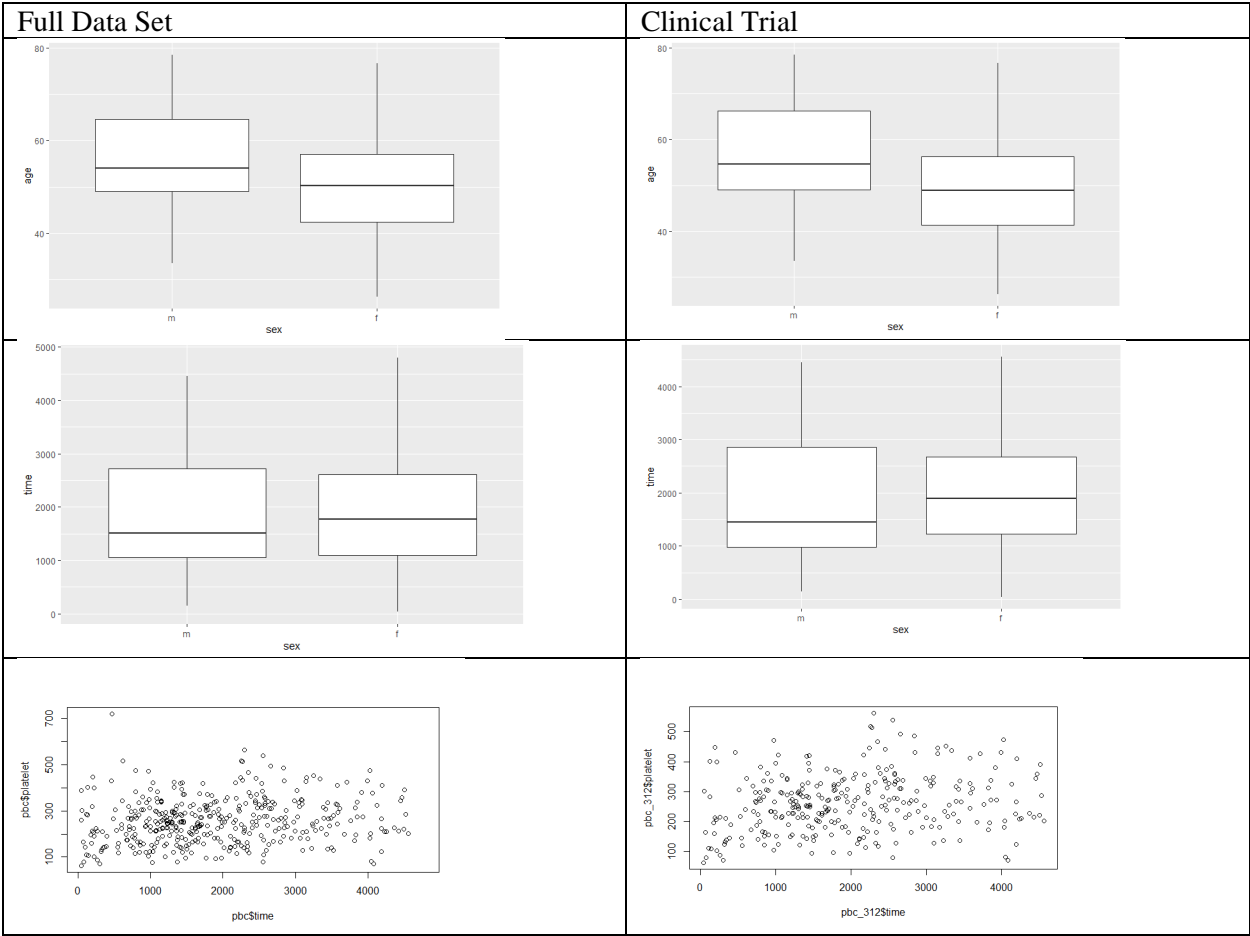 Full Data Set
Clinical Trial
80
60
40
age
m
f
sex
80
60
40
age
m
f
sex
5000
4000
3000
2000
1000
0
time
m
f
sex
4000
3000
2000
1000
0
time
m
f
sex
700
500
300
100
pbc$platelet
0 1000 2000 3000 4000
pbc$time
500
400
300
200
100
pbc_312$platelet
0 1000 2000 3000 4000
pbc_312$time